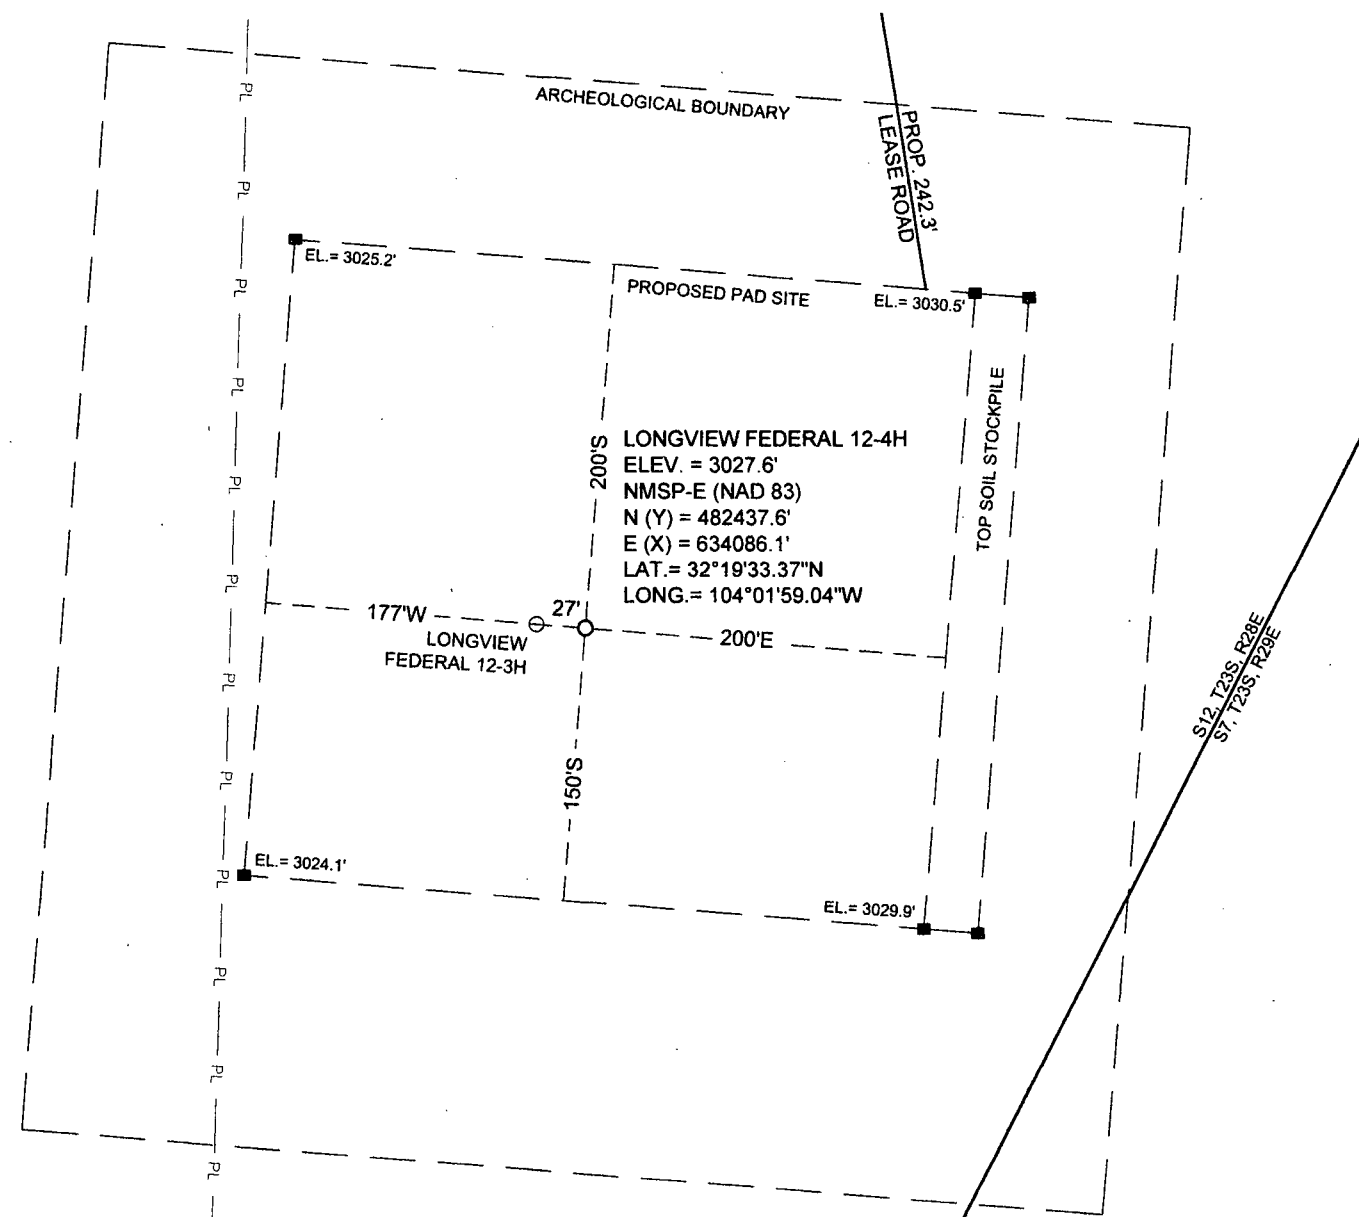 ARCHEOLOGICAL BOUNDARY
PROP. 242.3'
LEASE ROAD
PL
PL
PL
PL
PL
PL
PL
PL
PL
PL
PL
PL
EL.= 3025.2'
PROPOSED PAD SITE
EL.= 3030.5'
TOP SOIL STOCKPILE
200'S
LONGVIEW FEDERAL 12-4H
ELEV. = 3027.6'
NMSP-E (NAD 83)
N (Y) = 482437.6'
E (X) = 634086.1'
LAT.= 32°19'33.37"N
LONG.= 104°01'59.04"W
177'W
27'
200'E
LONGVIEW
FEDERAL 12-3H
S12, T23S, R28E
S7, T23S, R29E
150'S
EL.= 3024.1'
EL.= 3029.9'